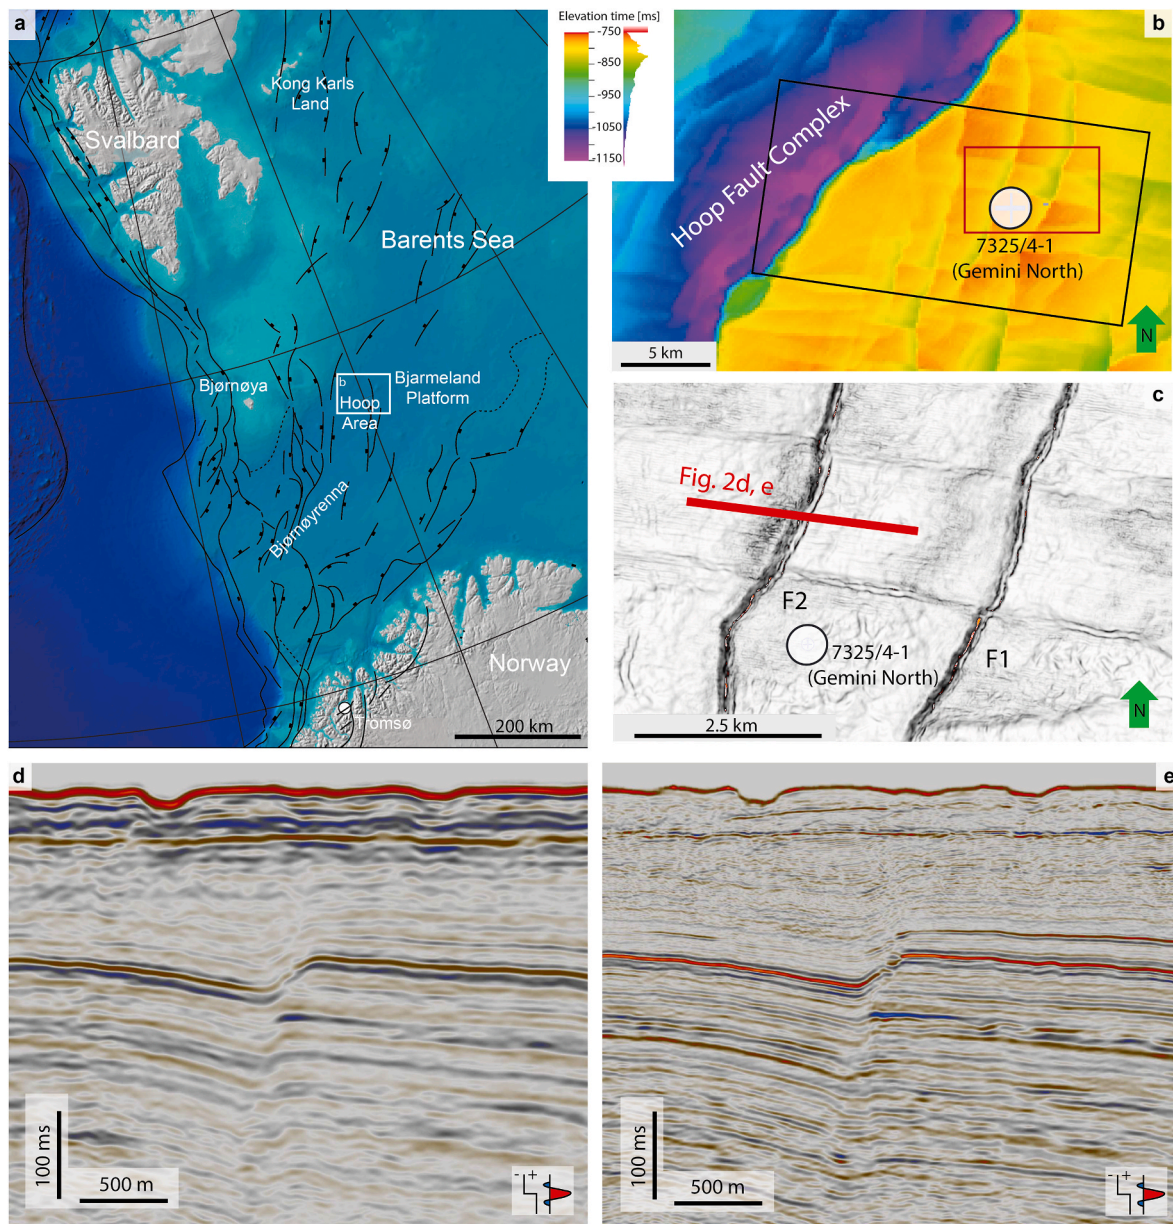 a
Kong Karls
Land
Svalbard
Barents Sea
Bjørnøya
b
Hoop
Area
Bjarmeland
Platform
Bjørnøyrenna
Norway
Tromsø
200 km
Elevation time [ms]
-750
-850
-950
-1050
-1150
b
Hoop Fault Complex
7325/4-1
(Gemini North)
N
5 km
c
Fig. 2d, e
F2
7325/4-1
(Gemini North)
F1
N
2.5 km
d
100 ms
500 m
- +
e
100 ms
500 m
- +